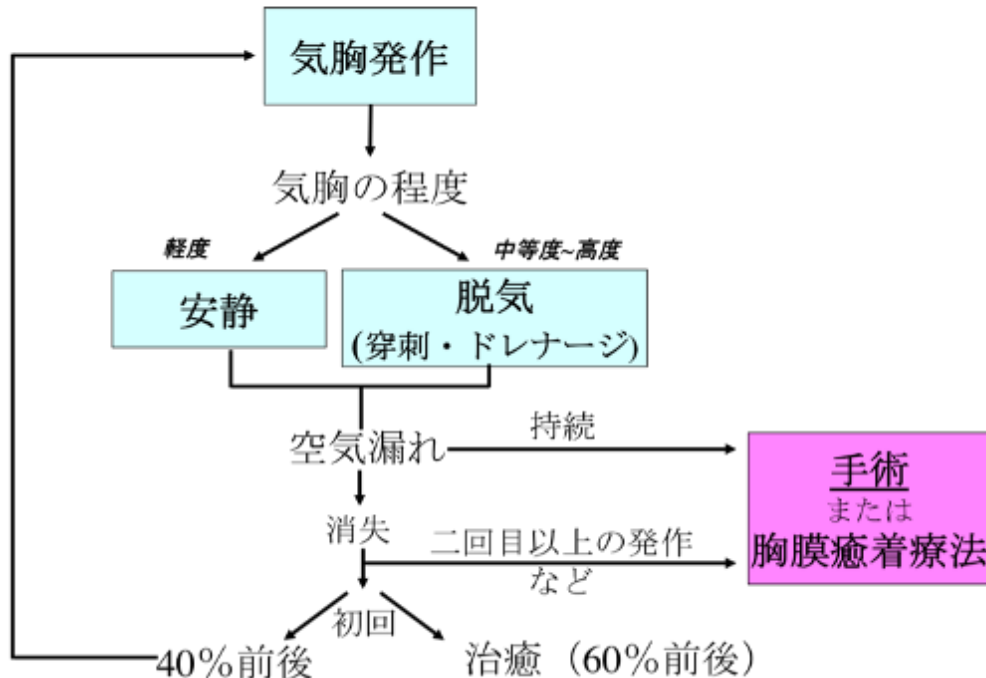 気胸発作
気胸の程度
軽度
中等度~高度
安静
脱気
(穿刺・ドレナージ)
空気漏れ
持続
手術
または
胸膜癒着療法
消失
二回目以上の発作
など
初回
40%前後
治癒（60%前後）